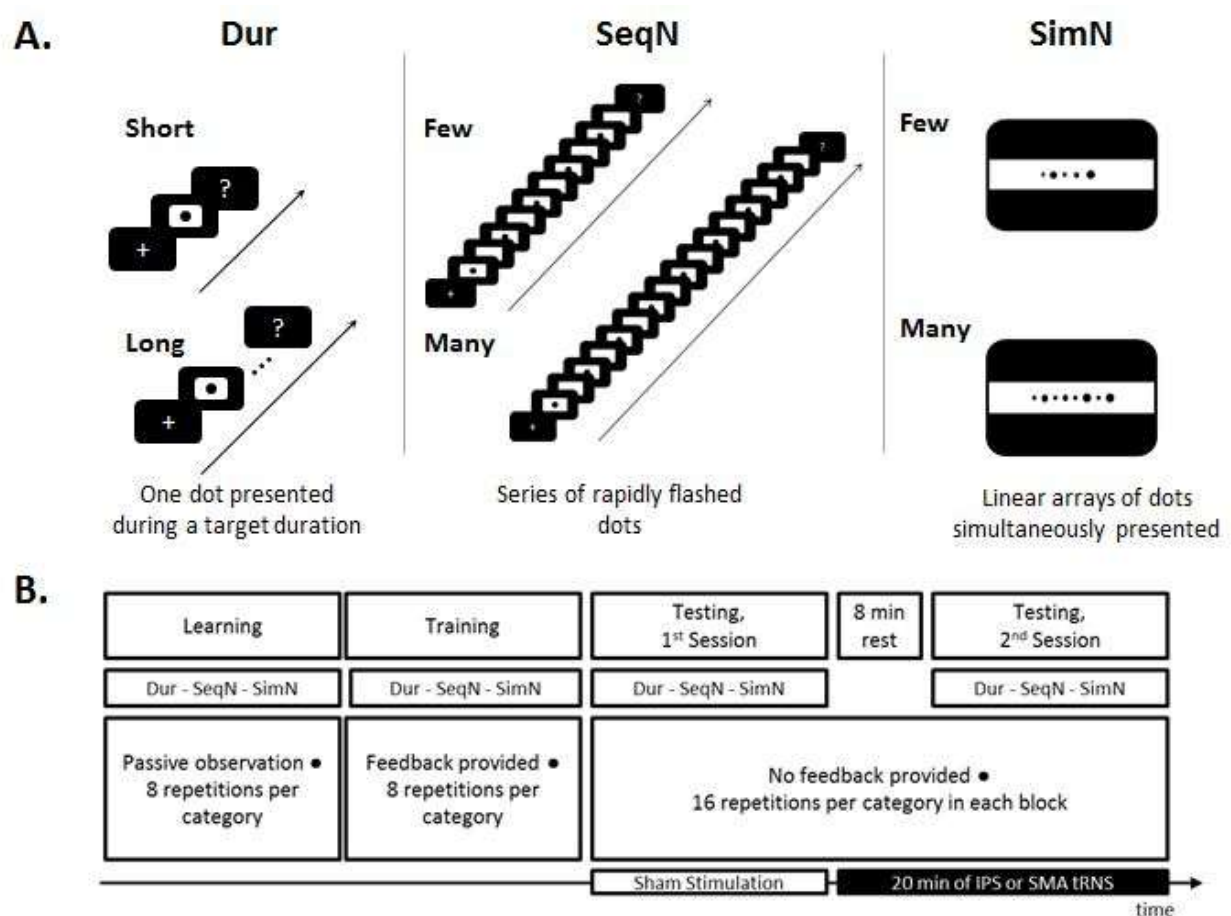 A.
Dur
SeqN
SimN
Short
?
+
Long
?
+
One dot presented
during a target duration
Few
?
+
Many
?
+
Series of rapidly flashed
dots
Few
Many
Linear arrays of dots
simultaneously presented
B.
Learning
Training
Testing,
1st Session
8 min
rest
Testing,
2nd Session
Dur - SeqN - SimN
Dur - SeqN - SimN
Dur - SeqN - SimN
Dur - SeqN - SimN
Passive observation •
8 repetitions per
category
Feedback provided •
8 repetitions per
category
No feedback provided •
16 repetitions per category in each block
Sham Stimulation
20 min of IPS or SMA tRNS
time